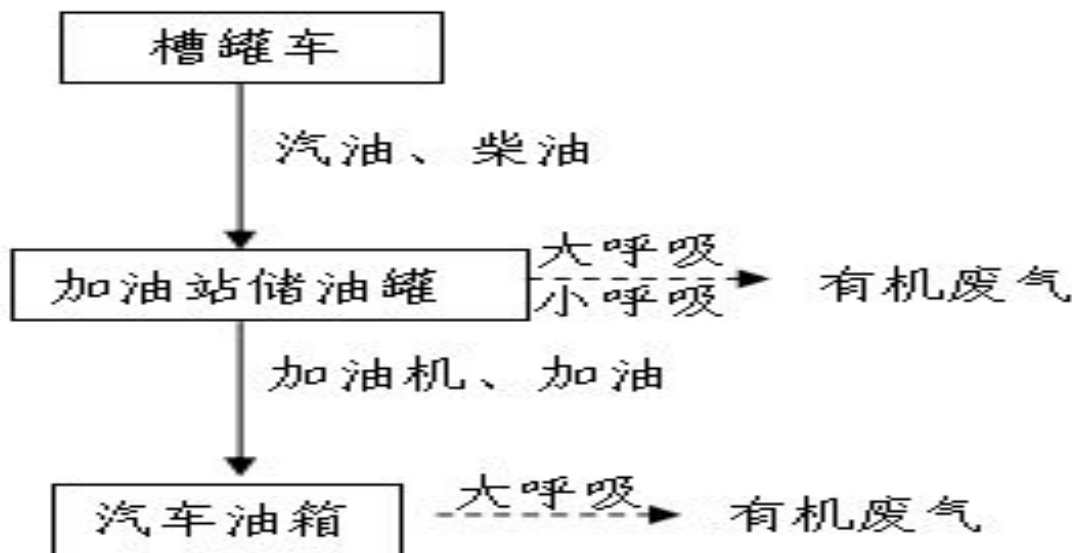 槽罐车
汽油、柴油
大呼吸
加油站储油罐
有机废气
小呼吸
加油机、加油
大呼吸
汽车油箱
有机废气